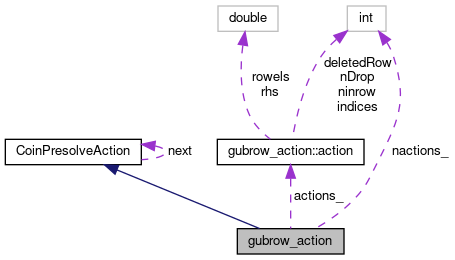 double
int
rowels
rhs
deletedRow
nDrop
ninrow
indices
CoinPresolveAction
next
gubrow_action::action
nactions_
actions_
gubrow_action